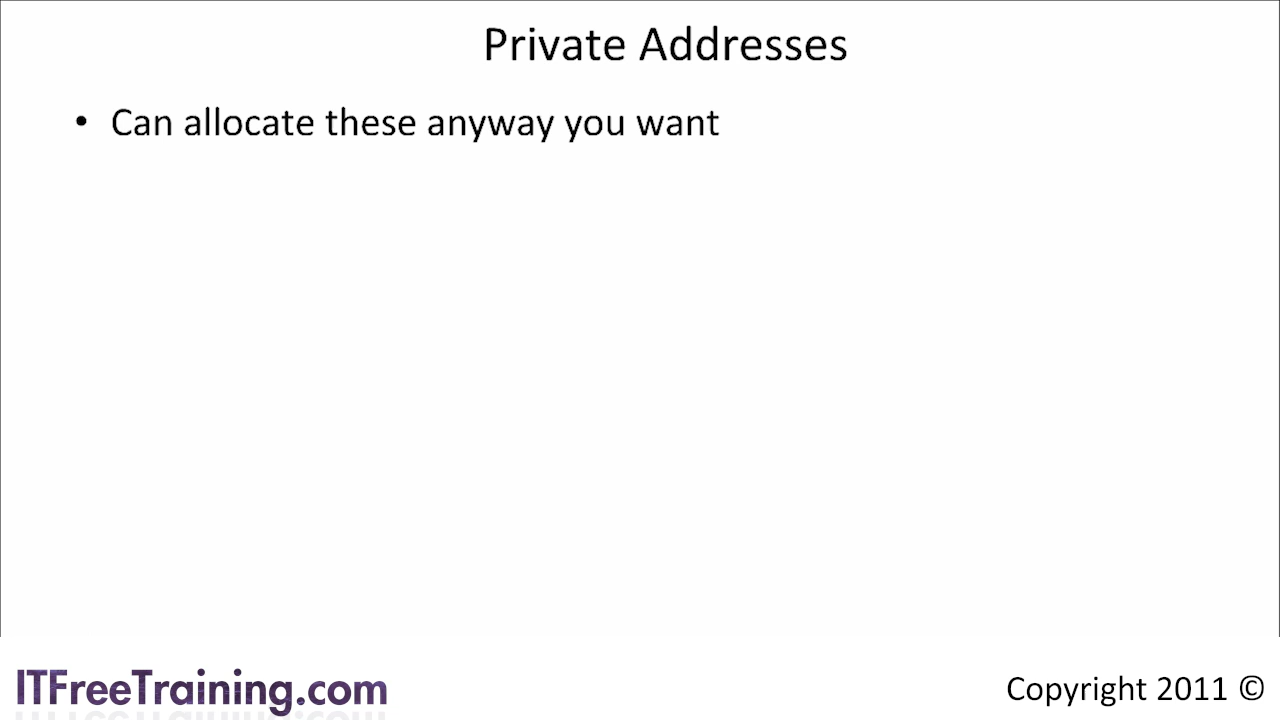 Private Addresses
• Can allocate these anyway you want
ITFreeTraining.com
Copyright 2011 ©